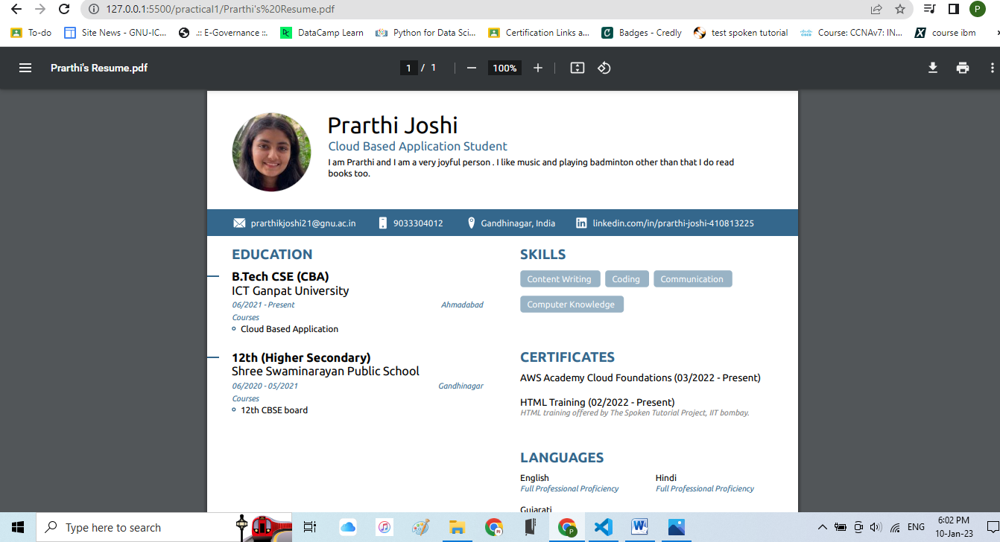 127.0.0.1:5500/practical1/Prarthi's%20Resume.pdf
P
To-do
Site News - GNU-IC...
.:: E-Governance ::.
DataCamp Learn
Python for Data Sci...
Certification Links a...
Badges - Credly
test spoken tutorial
Course: CCNAv7: IN...
course ibm
Prarthi's Resume.pdf
1 / 1
100%
Prarthi Joshi
Cloud Based Application Student
I am Prarthi and I am a very joyful person . I like music and playing badminton other than that I do read
books too.
prarthikjoshi21@gnu.ac.in
9033304012
Gandhinagar, India
linkedin.com/in/prarthi-joshi-410813225
EDUCATION
B.Tech CSE (CBA)
ICT Ganpat University
06/2021 - Present
Ahmadabad
Courses
Cloud Based Application
12th (Higher Secondary)
Shree Swaminarayan Public School
06/2020 - 05/2021
Gandhinagar
Courses
12th CBSE board
SKILLS
Content Writing
Coding
Communication
Computer Knowledge
CERTIFICATES
AWS Academy Cloud Foundations (03/2022 - Present)
HTML Training (02/2022 - Present)
HTML training offered by The Spoken Tutorial Project, IIT bombay.
LANGUAGES
English
Full Professional Proficiency
Hindi
Full Professional Proficiency
Gujarati
Type here to search
ENG
6:02 PM
10-Jan-23